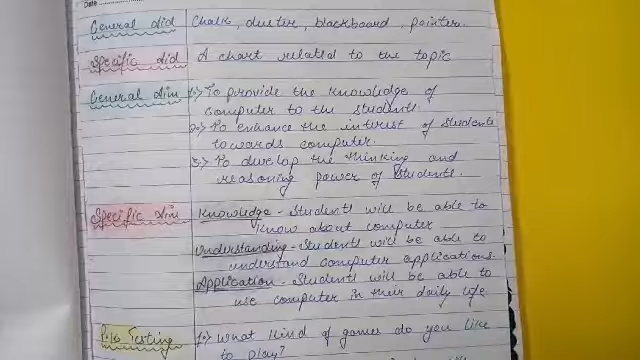 Date
General Aid Chalk, duster, blackboard, pointer.
Specific Aid A chart related to the topic
General Aim 1.> To provide the knowledge of
computer to the students.
2.> To enhance the interest of students
towards computer.
3.> To develop the thinking and
reasoning power of students.
Specific Aim Knowledge - Students will be able to
know about computer
Understanding - Students will be able to
understand computer applications.
Application - Students will be able to
use computer in their daily life.
Testing 1.> What kind of games do you like
to play?